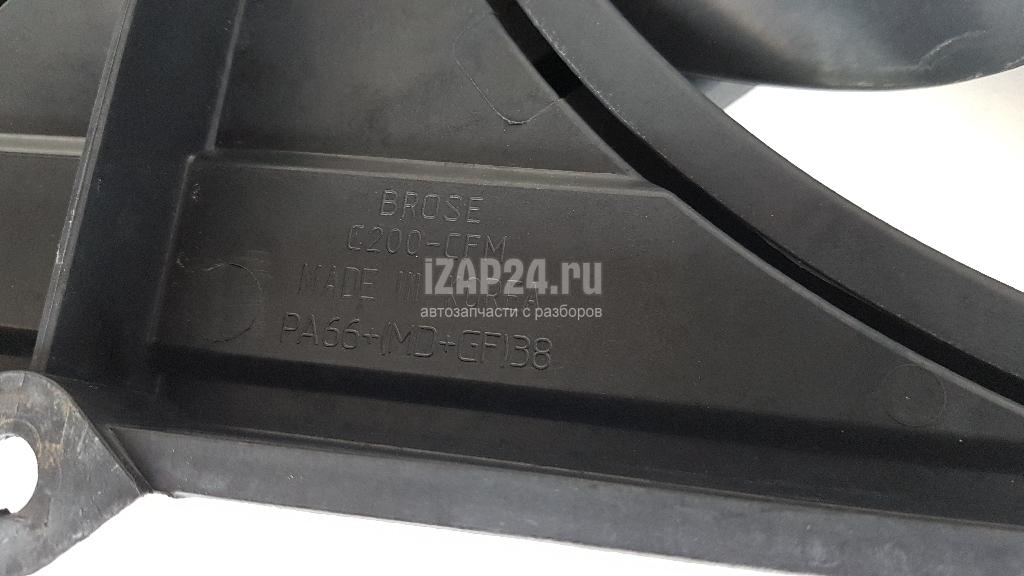 BROSE
C200-CFM
MADE IN KOREA
iZAP24.ru
автозапчасти с разборов
PA66+(MD+GF)38